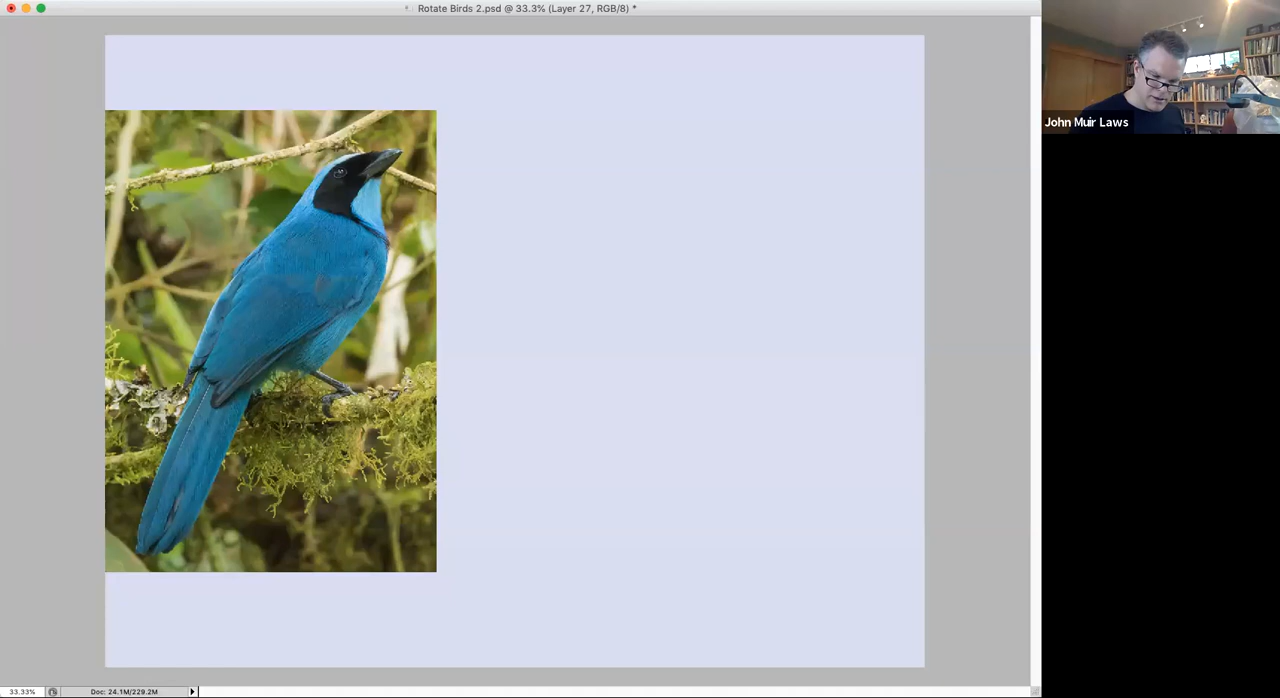 Rotate Birds 2.psd @ 33.3% (Layer 27, RGB/8) *
John Muir Laws
33.33%
Doc: 24.1M/229.2M